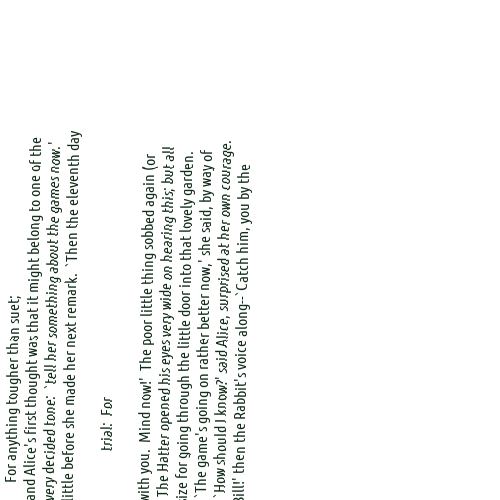 For anything tougher than suet;
and Alice's first thought was that it might belong to one of the
very decided tone: `tell her something about the games now.'
little before she made her next remark. `Then the eleventh day
trial: For
with you. Mind now!' The poor little thing sobbed again (or
The Hatter opened his eyes very wide on hearing this; but all
size for going through the little door into that lovely garden.
`The game's going on rather better now,' she said, by way of
`How should I know?' said Alice, surprised at her own courage.
Bill!' then the Rabbit's voice along--`Catch him, you by the